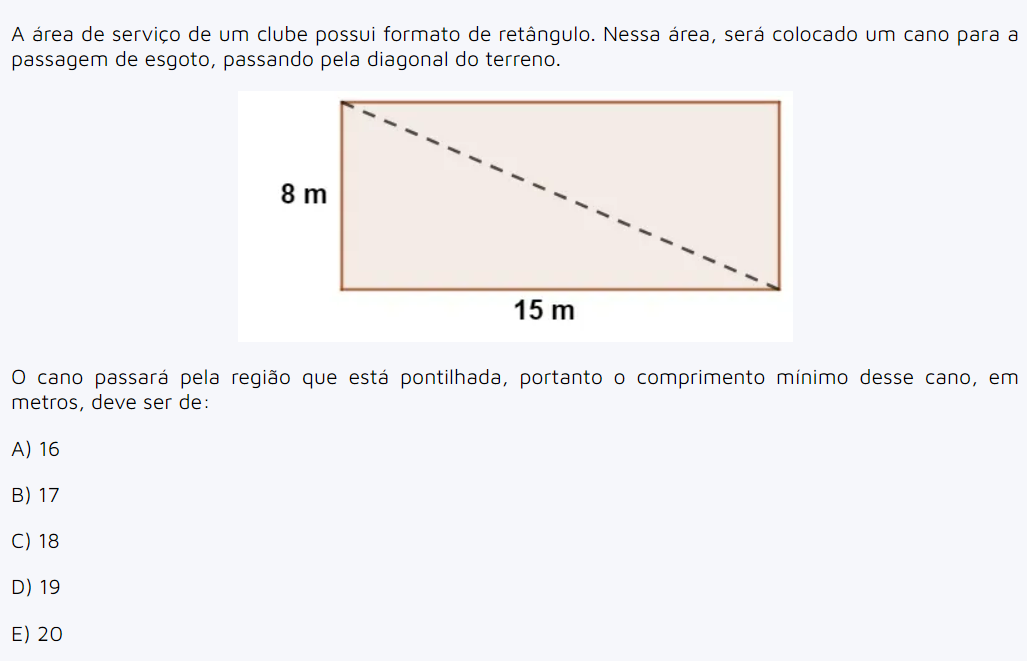 A área de serviço de um clube possui formato de retângulo. Nessa área, será colocado um cano para a
passagem de esgoto, passando pela diagonal do terreno.
8 m
15 m
O cano passará pela região que está pontilhada, portanto o comprimento mínimo desse cano, em
metros, deve ser de:
A) 16
B) 17
C) 18
D) 19
E) 20